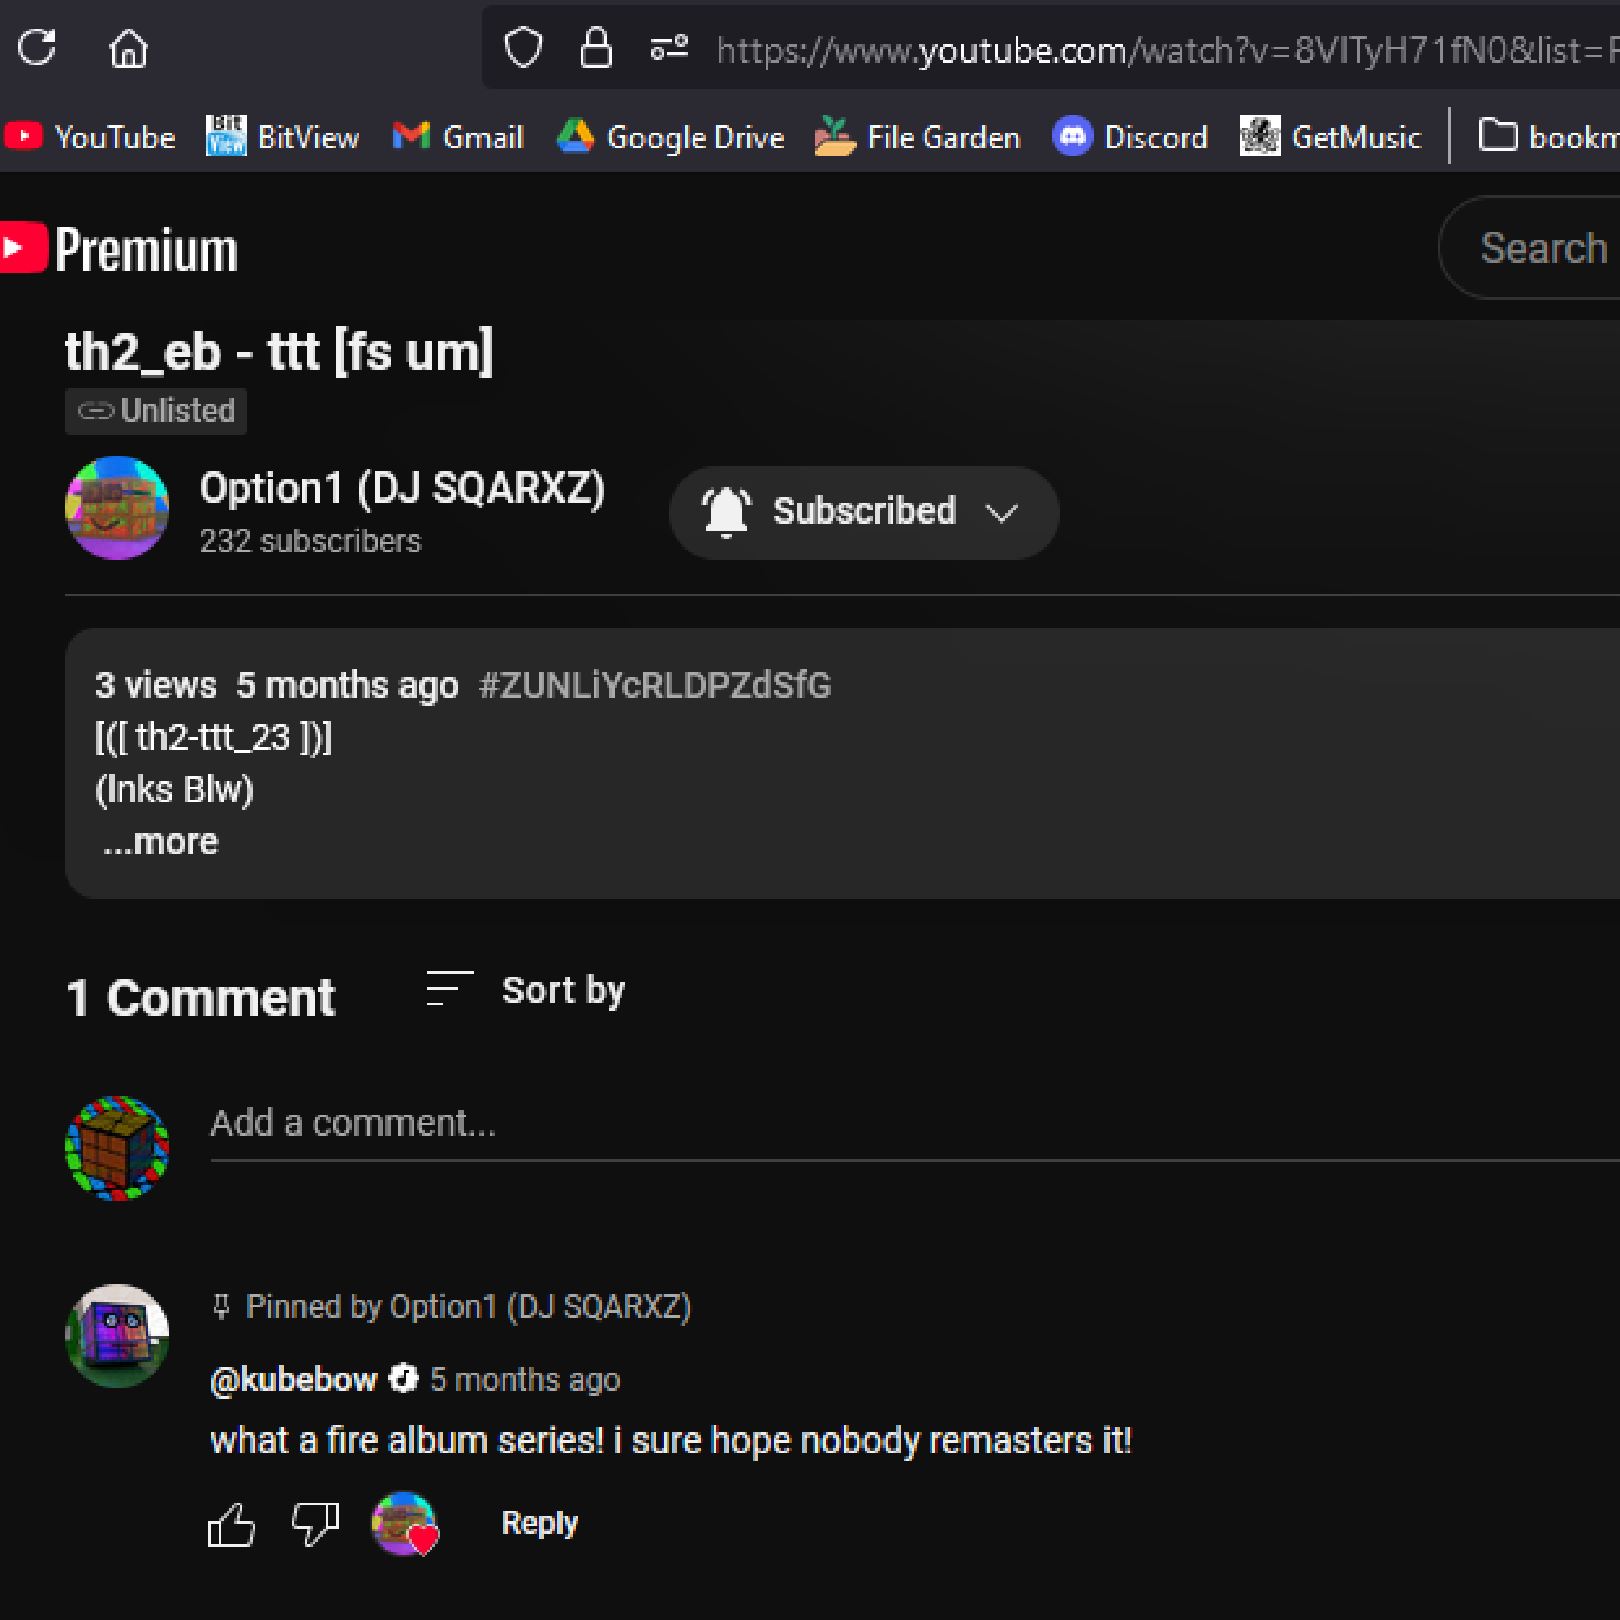 https://www.youtube.com/watch?v=8VITyH71fN0&list=
YouTube BitView Gmail Google Drive File Garden Discord GetMusic bookm
Premium
Search
th2_eb - ttt [fs um]
Unlisted
Option1 (DJ SQARXZ)
232 subscribers
Subscribed
3 views 5 months ago #ZUNLiYcRLDPZdSfG
[([ th2-ttt_23 ])]
(lnks Blw)
...more
1 Comment
Sort by
Add a comment...
Pinned by Option1 (DJ SQARXZ)
@kubebow 5 months ago
what a fire album series! i sure hope nobody remasters it!
Reply